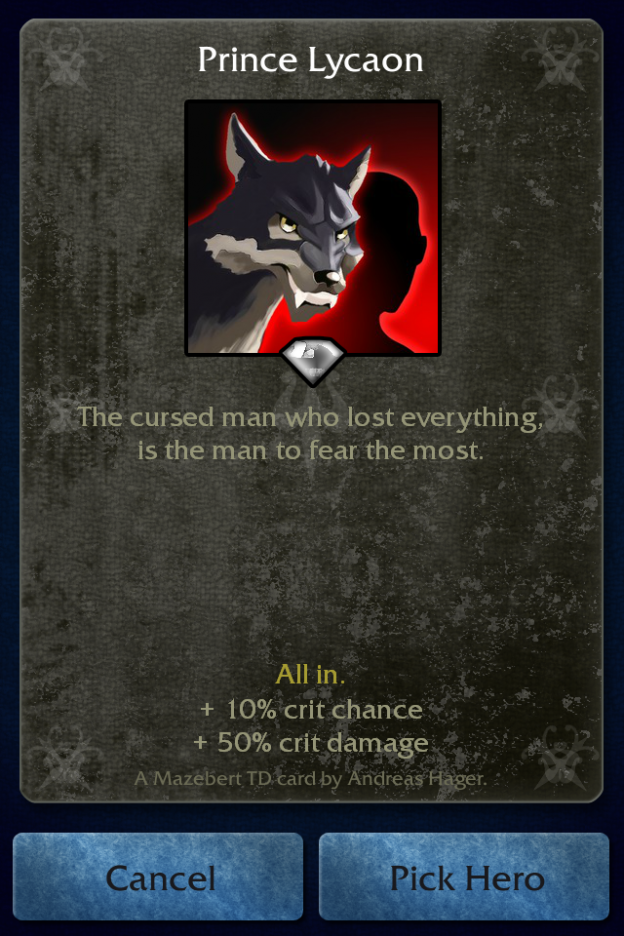 Prince Lycaon
The cursed man who lost everything,
is the man to fear the most.
All in.
+ 10% crit chance
+ 50% crit damage
A Mazebert TD card by Andreas Hager.
Cancel
Pick Hero